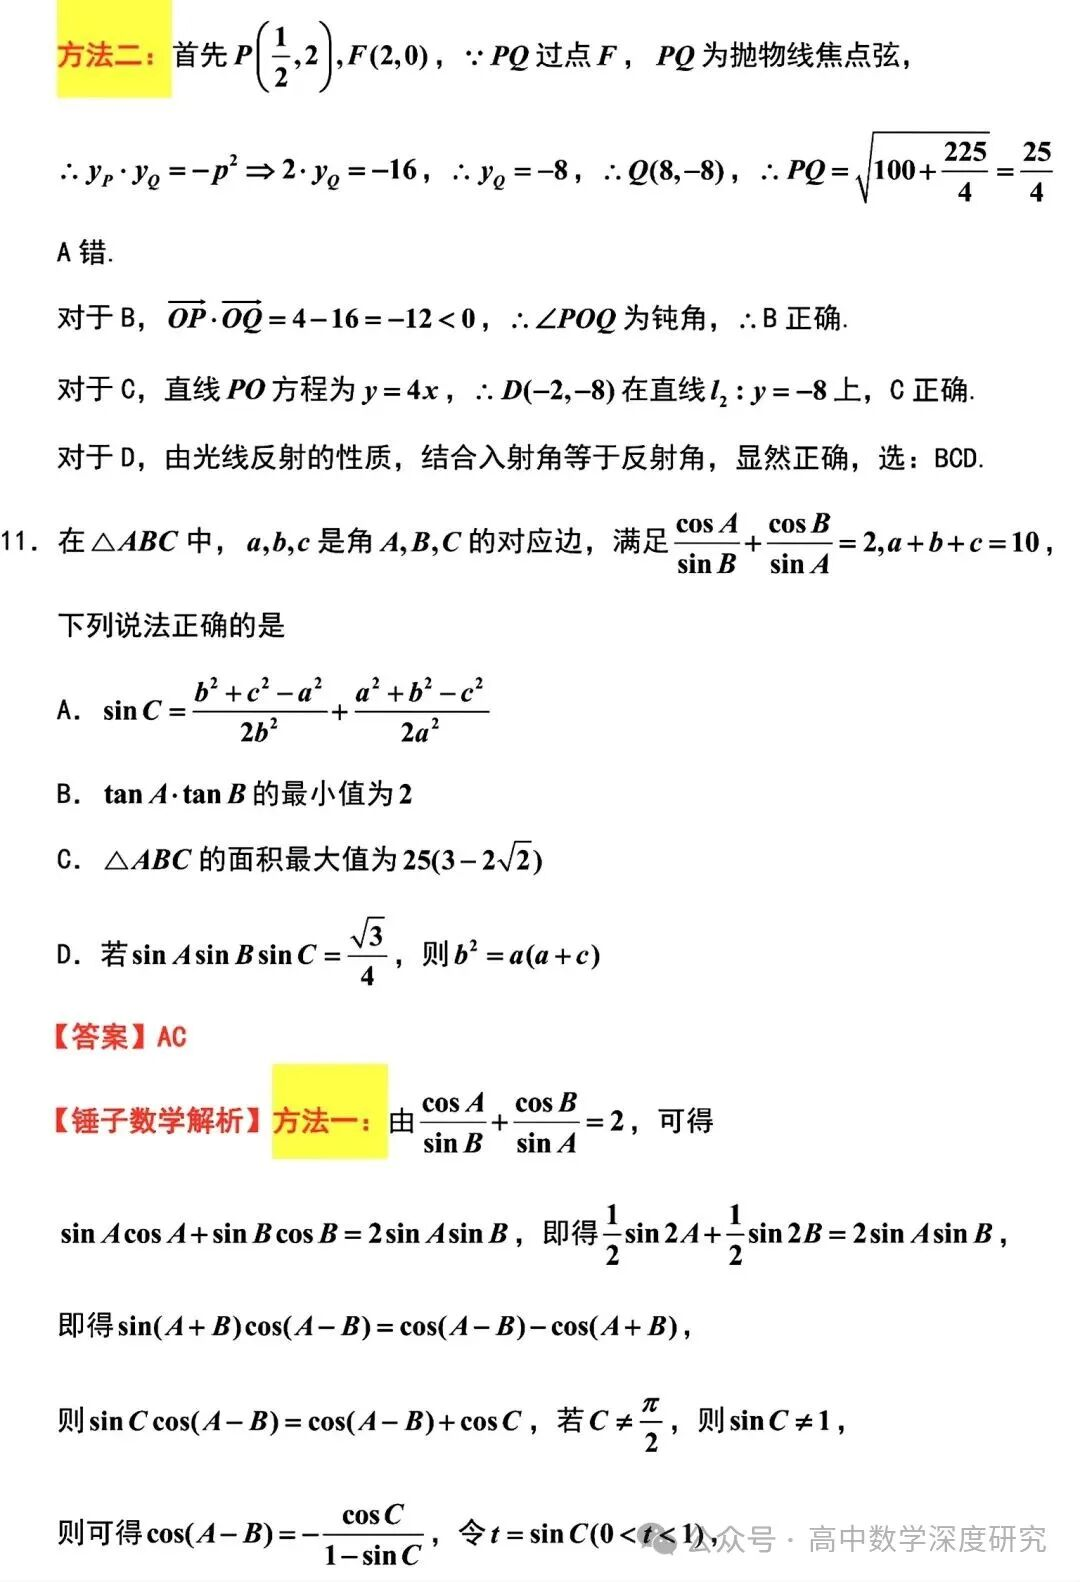 方法二：首先 P(1/2,2),F(2,0)，∵PQ 过点 F， PQ 为抛物线焦点弦，
∴ y_P·y_Q = −p² ⇒ 2·y_Q = −16，∴ y_Q = −8，∴ Q(8,−8)，∴ PQ = √(100+225/4) = 25/4
A 错.
对于 B，OP→·OQ→ = 4−16 = −12 < 0，∴∠POQ 为钝角，∴B 正确.
对于 C，直线 PO 方程为 y = 4x，∴ D(−2,−8) 在直线 l₂ : y = −8 上，C 正确.
对于 D，由光线反射的性质，结合入射角等于反射角，显然正确，选：BCD.
11．在 △ABC 中，a,b,c 是角 A,B,C 的对应边，满足 cos A/sin B + cos B/sin A = 2,a+b+c=10，
下列说法正确的是
A． sin C = (b²+c²−a²)/2b² + (a²+b²−c²)/2a²
B． tan A·tan B 的最小值为 2
C． △ABC 的面积最大值为 25(3−2√2)
D．若 sin A sin B sin C = √3/4，则 b² = a(a+c)
【答案】AC
【锤子数学解析】方法一：由 cos A/sin B + cos B/sin A = 2，可得
sin A cos A + sin B cos B = 2sin A sin B，即得 1/2 sin 2A + 1/2 sin 2B = 2sin A sin B，
即得 sin(A+B)cos(A−B) = cos(A−B)−cos(A+B)，
则 sin C cos(A−B) = cos(A−B)+cos C，若 C ≠ π/2，则 sin C ≠ 1，
则可得 cos(A−B) = −cos C/(1−sin C)，令 t = sin C(0<t<1)，
公众号·高中数学深度研究